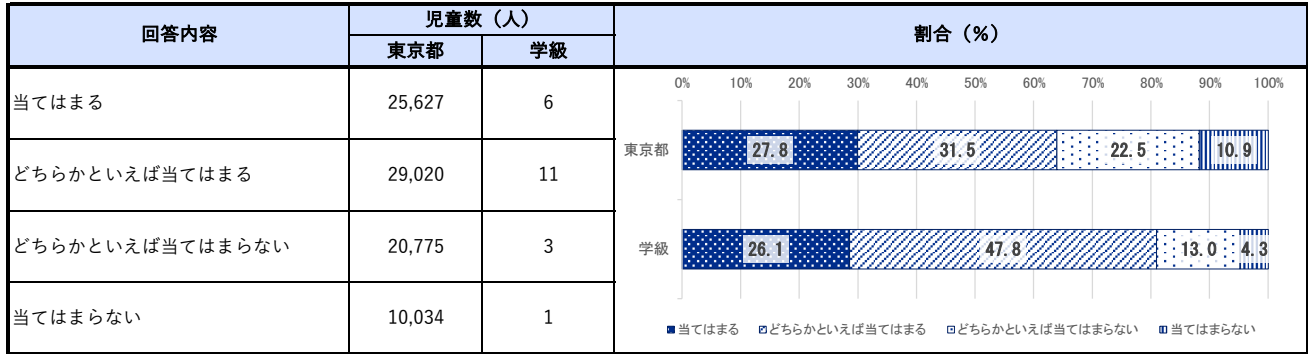 回答内容
児童数（人）
割合（%）
東京都
学級
当てはまる
25,627
6
どちらかといえば当てはまる
29,020
11
どちらかといえば当てはまらない
20,775
3
当てはまらない
10,034
1
0% 10% 20% 30% 40% 50% 60% 70% 80% 90% 100%
東京都 27.8 31.5 22.5 10.9
学級 26.1 47.8 13.0 4.3
当てはまる どちらかといえば当てはまる どちらかといえば当てはまらない 当てはまらない